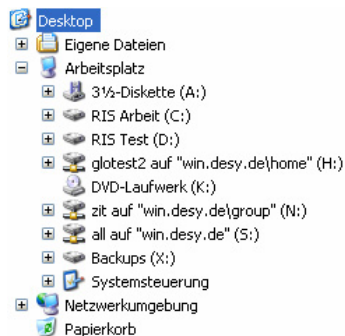 Desktop
Eigene Dateien
Arbeitsplatz
3½-Diskette (A:)
RIS Arbeit (C:)
RIS Test (D:)
glotest2 auf "win.desy.de\home" (H:)
DVD-Laufwerk (K:)
zit auf "win.desy.de\group" (N:)
all auf "win.desy.de" (S:)
Backups (X:)
Systemsteuerung
Netzwerkumgebung
Papierkorb